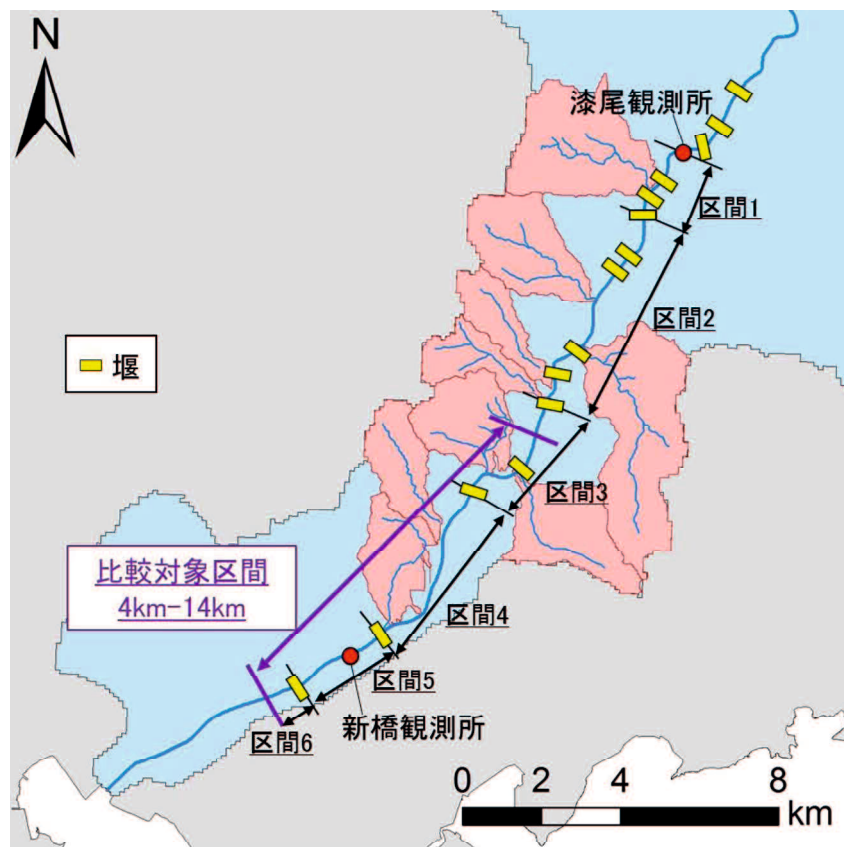 N
漆尾観測所
区間1
区間2
堰
区間3
比較対象区間
4km-14km
区間4
区間5
新橋観測所
区間6
0 2 4 8
km